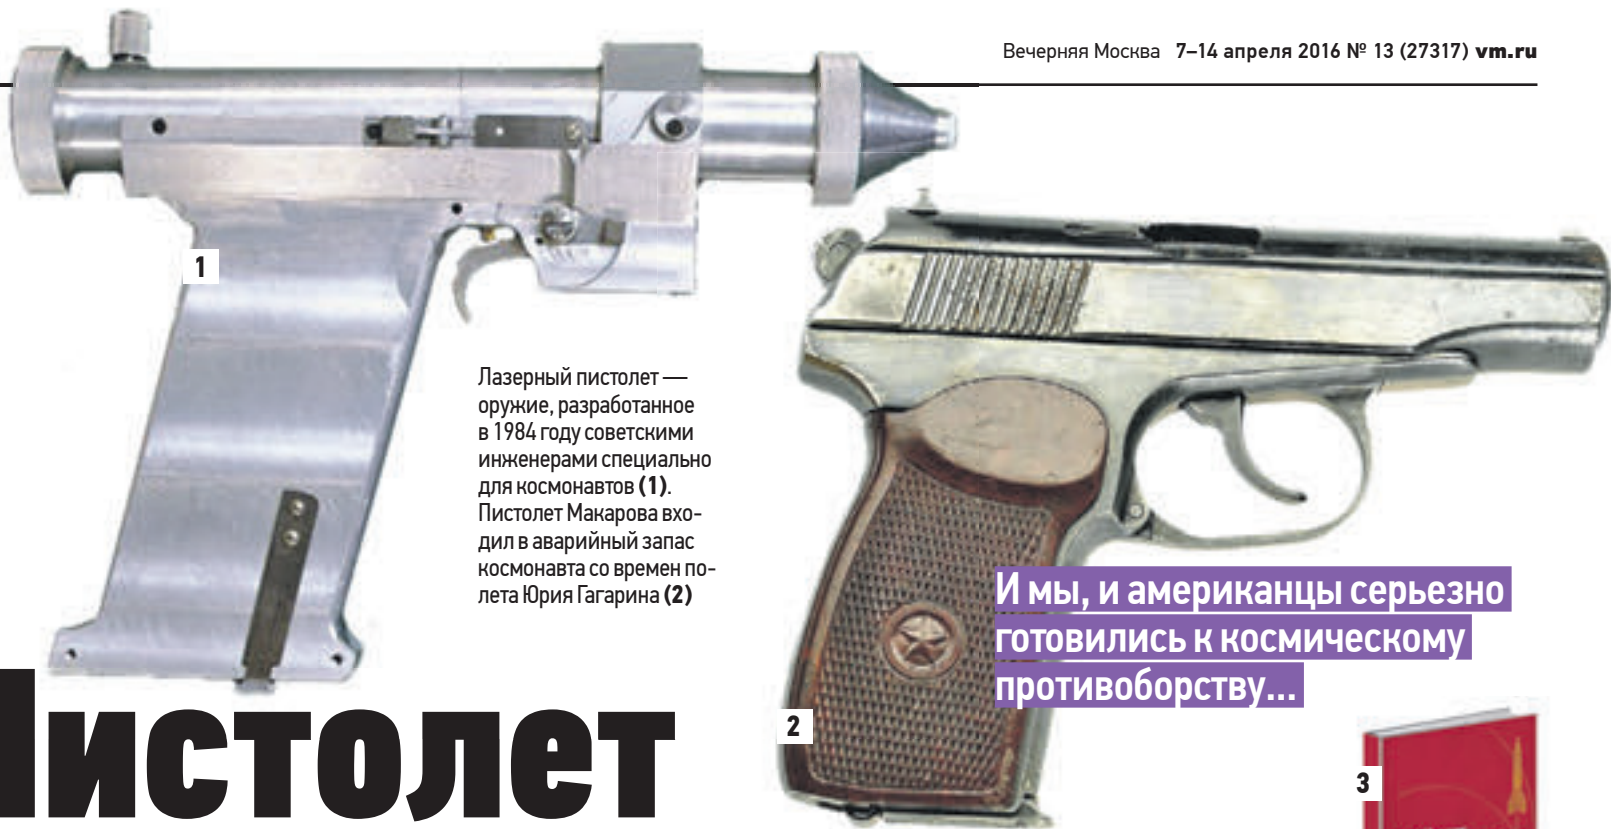 Вечерняя Москва 7–14 апреля 2016 № 13 (27317) vm.ru
1
Лазерный пистолет —
оружие, разработанное
в 1984 году советскими
инженерами специально
для космонавтов (1).
Пистолет Макарова вхо-
дил в аварийный запас
космонавта со времен по-
лета Юрия Гагарина (2)
И мы, и американцы серьезно
готовились к космическому
противоборству...
2
Пистолет
3